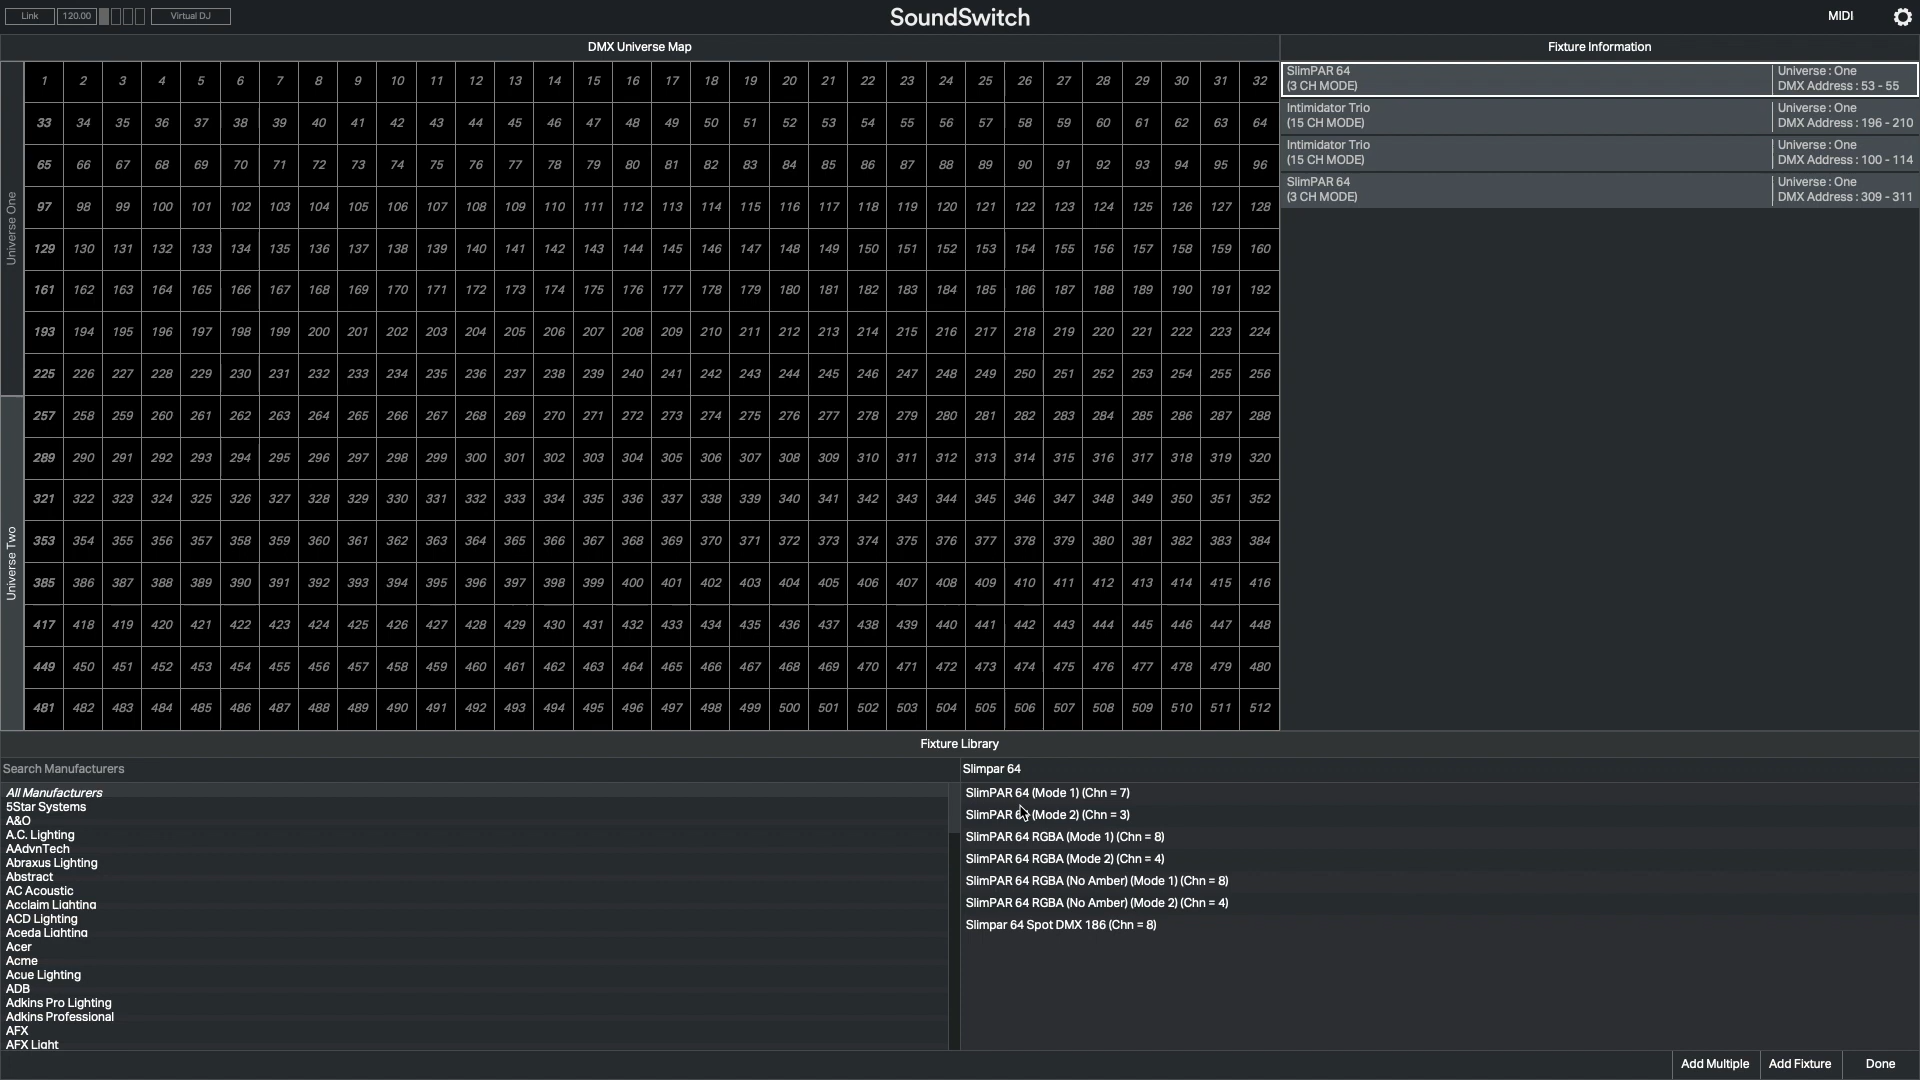 Link 120.00 Virtual DJ SoundSwitch MIDI
DMX Universe Map Fixture Information
Universe One
Universe Two
1 2 3 4 5 6 7 8 9 10 11 12 13 14 15 16 17 18 19 20 21 22 23 24 25 26 27 28 29 30 31 32
33 34 35 36 37 38 39 40 41 42 43 44 45 46 47 48 49 50 51 52 53 54 55 56 57 58 59 60 61 62 63 64
65 66 67 68 69 70 71 72 73 74 75 76 77 78 79 80 81 82 83 84 85 86 87 88 89 90 91 92 93 94 95 96
97 98 99 100 101 102 103 104 105 106 107 108 109 110 111 112 113 114 115 116 117 118 119 120 121 122 123 124 125 126 127 128
129 130 131 132 133 134 135 136 137 138 139 140 141 142 143 144 145 146 147 148 149 150 151 152 153 154 155 156 157 158 159 160
161 162 163 164 165 166 167 168 169 170 171 172 173 174 175 176 177 178 179 180 181 182 183 184 185 186 187 188 189 190 191 192
193 194 195 196 197 198 199 200 201 202 203 204 205 206 207 208 209 210 211 212 213 214 215 216 217 218 219 220 221 222 223 224
225 226 227 228 229 230 231 232 233 234 235 236 237 238 239 240 241 242 243 244 245 246 247 248 249 250 251 252 253 254 255 256
257 258 259 260 261 262 263 264 265 266 267 268 269 270 271 272 273 274 275 276 277 278 279 280 281 282 283 284 285 286 287 288
289 290 291 292 293 294 295 296 297 298 299 300 301 302 303 304 305 306 307 308 309 310 311 312 313 314 315 316 317 318 319 320
321 322 323 324 325 326 327 328 329 330 331 332 333 334 335 336 337 338 339 340 341 342 343 344 345 346 347 348 349 350 351 352
353 354 355 356 357 358 359 360 361 362 363 364 365 366 367 368 369 370 371 372 373 374 375 376 377 378 379 380 381 382 383 384
385 386 387 388 389 390 391 392 393 394 395 396 397 398 399 400 401 402 403 404 405 406 407 408 409 410 411 412 413 414 415 416
417 418 419 420 421 422 423 424 425 426 427 428 429 430 431 432 433 434 435 436 437 438 439 440 441 442 443 444 445 446 447 448
449 450 451 452 453 454 455 456 457 458 459 460 461 462 463 464 465 466 467 468 469 470 471 472 473 474 475 476 477 478 479 480
481 482 483 484 485 486 487 488 489 490 491 492 493 494 495 496 497 498 499 500 501 502 503 504 505 506 507 508 509 510 511 512
SlimPAR 64 Universe : One
(3 CH MODE) DMX Address : 53 - 55
Intimidator Trio Universe : One
(15 CH MODE) DMX Address : 196 - 210
Intimidator Trio Universe : One
(15 CH MODE) DMX Address : 100 - 114
SlimPAR 64 Universe : One
(3 CH MODE) DMX Address : 309 - 311
Fixture Library
Search Manufacturers
All Manufacturers
5Star Systems
A&O
A.C. Lighting
AAdvnTech
Abraxus Lighting
Abstract
AC Acoustic
Acclaim Lighting
ACD Lighting
Aceda Lighting
Acer
Acme
Acue Lighting
ADB
Adkins Pro Lighting
Adkins Professional
AFX
AFX Light
Slimpar 64
SlimPAR 64 (Mode 1) (Chn = 7)
SlimPAR 6 (Mode 2) (Chn = 3)
SlimPAR 64 RGBA (Mode 1) (Chn = 8)
SlimPAR 64 RGBA (Mode 2) (Chn = 4)
SlimPAR 64 RGBA (No Amber) (Mode 1) (Chn = 8)
SlimPAR 64 RGBA (No Amber) (Mode 2) (Chn = 4)
Slimpar 64 Spot DMX 186 (Chn = 8)
Add Multiple Add Fixture Done